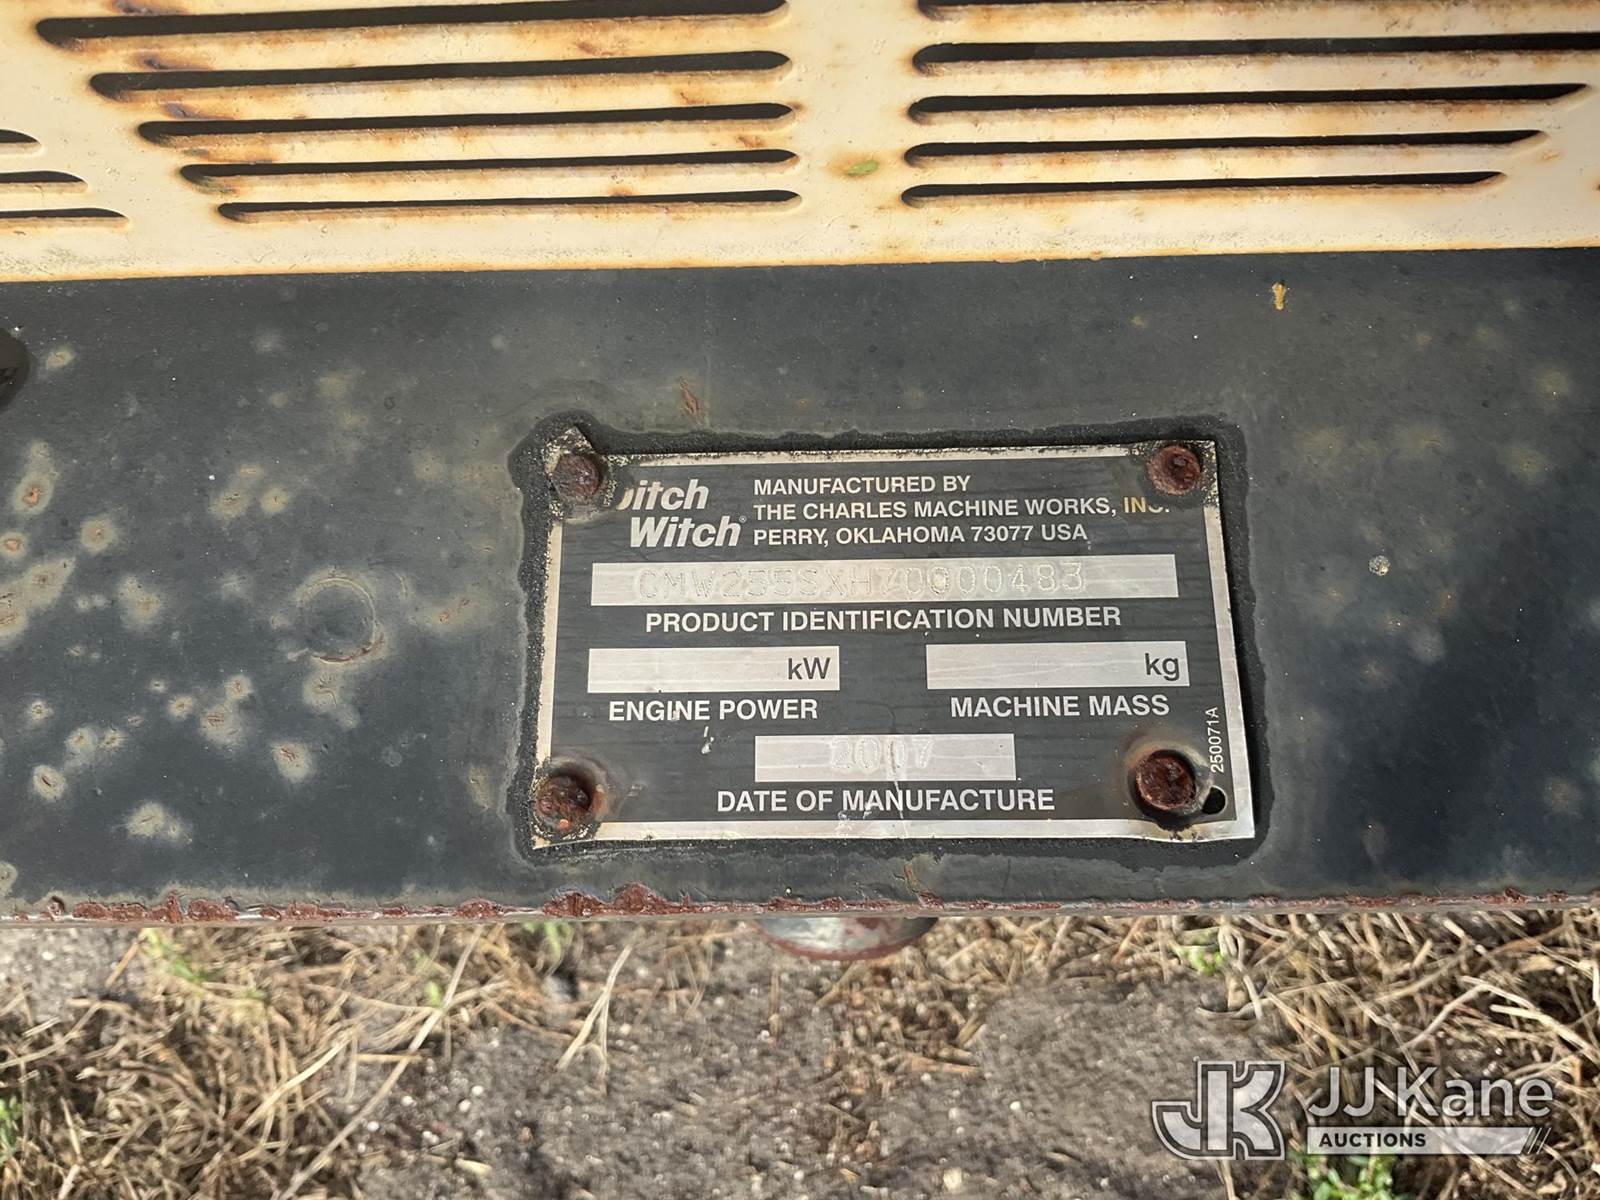 Ditch
Witch®
MANUFACTURED BY
THE CHARLES MACHINE WORKS, INC.
PERRY, OKLAHOMA 73077 USA
CMW255SXH70000483
PRODUCT IDENTIFICATION NUMBER
kW
kg
ENGINE POWER
MACHINE MASS
2007
DATE OF MANUFACTURE
250071A
JK
JJ Kane
AUCTIONS